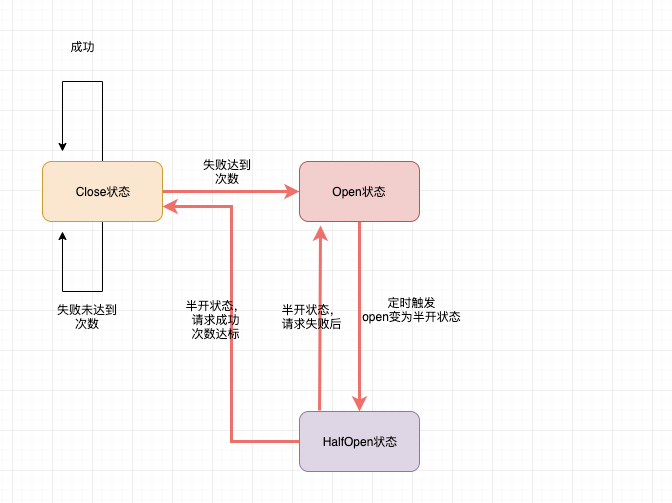 成功
失败达到
次数
Close状态
Open状态
失败未达到
次数
半开状态，
请求成功
次数达标
半开状态，
请求失败后
定时触发
open变为半开状态
HalfOpen状态